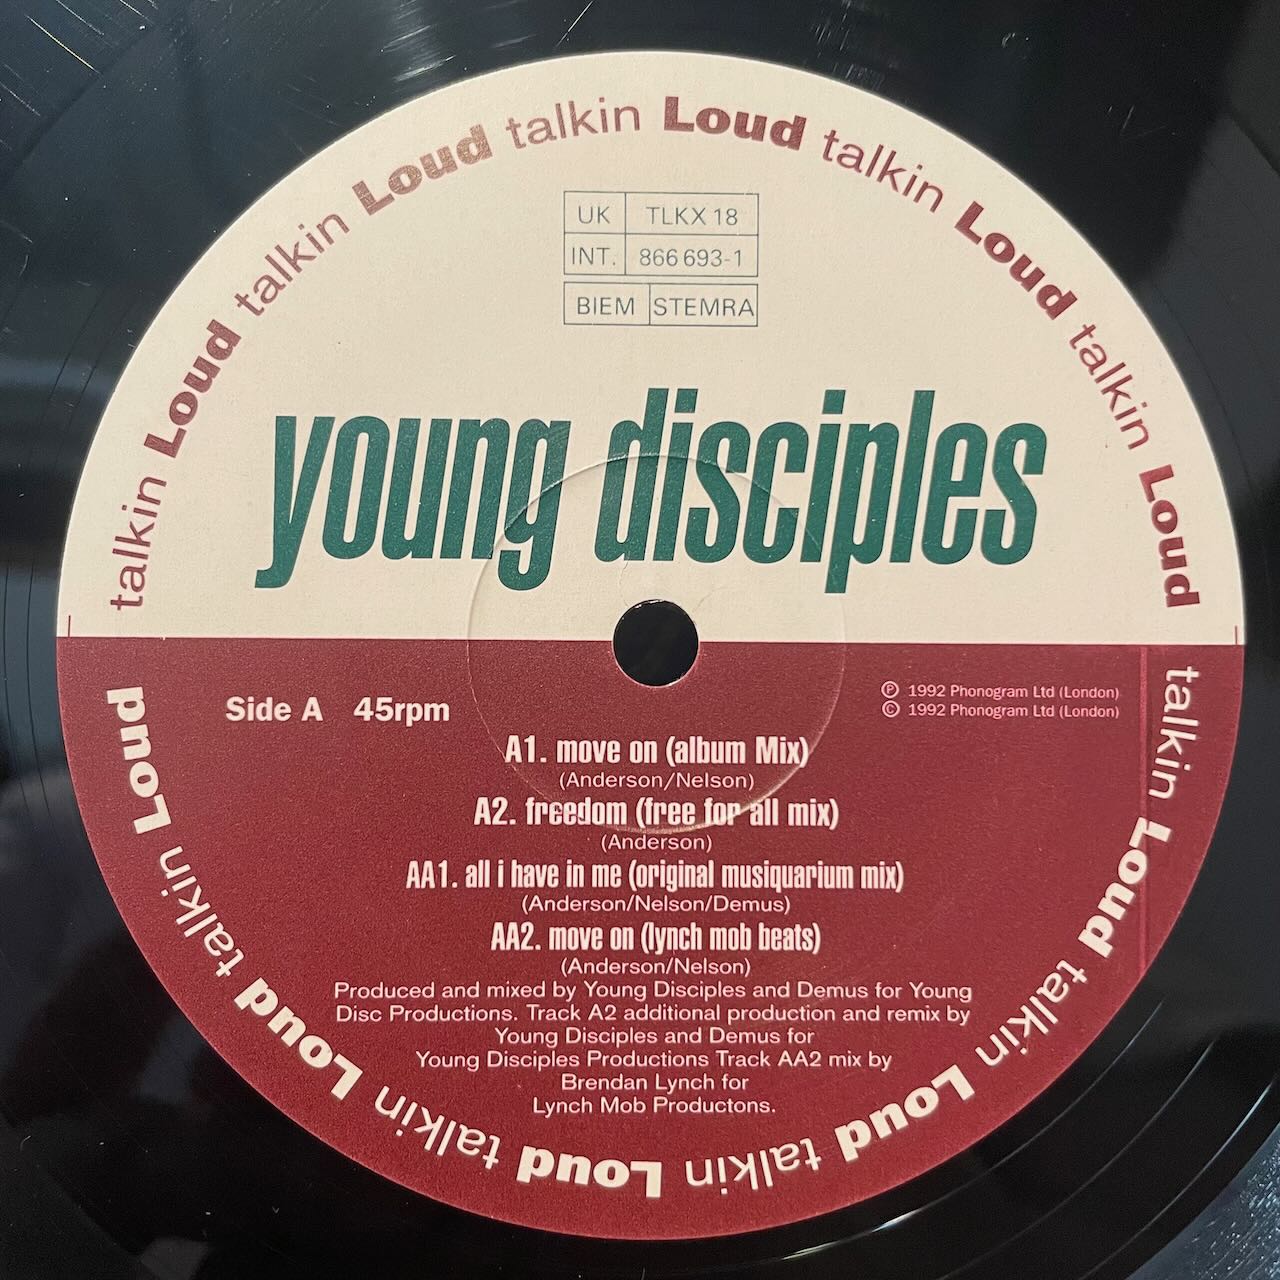 talkin Loud talkin Loud talkin Loud talkin Loud talkin Loud
UK TLKX 18
INT. 866 693-1
BIEM STEMRA
young disciples
Side A 45rpm
℗ 1992 Phonogram Ltd (London)
© 1992 Phonogram Ltd (London)
A1. move on (album Mix)
(Anderson/Nelson)
A2. freedom (free for all mix)
(Anderson)
AA1. all i have in me (original musiquarium mix)
(Anderson/Nelson/Demus)
AA2. move on (lynch mob beats)
(Anderson/Nelson)
Produced and mixed by Young Disciples and Demus for Young
Disc Productions. Track A2 additional production and remix by
Young Disciples and Demus for
Young Disciples Productions Track AA2 mix by
Brendan Lynch for
Lynch Mob Productons.
talkin Loud talkin Loud talkin Loud talkin Loud talkin Loud talkin Loud